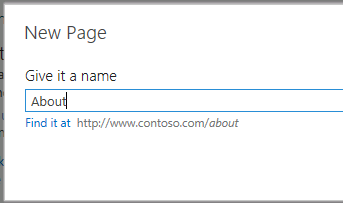 New Page
Give it a name
About
Find it at http://www.contoso.com/about